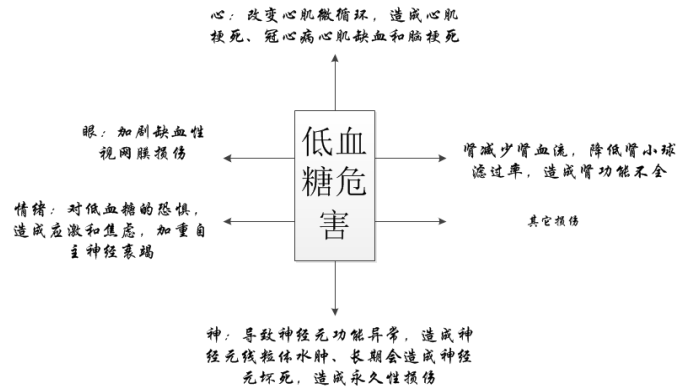 心：改变心肌微循环，造成心肌
梗死、冠心病心肌缺血和脑梗死
眼：加剧缺血性
视网膜损伤
低血
糖危
害
肾减少肾血流，降低肾小球
滤过率，造成肾功能不全
情绪：对低血糖的恐惧，
造成应激和焦虑，加重自
主神经衰竭
其它损伤
神：导致神经元功能异常，造成神
经元线粒体水肿、长期会造成神经
元坏死，造成永久性损伤